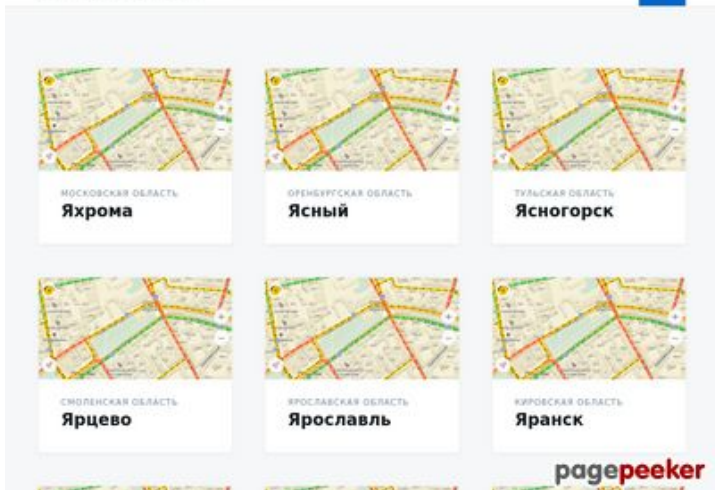 МОСКОВСКАЯ ОБЛАСТЬ
Яхрома
ОРЕНБУРГСКАЯ ОБЛАСТЬ
Ясный
ТУЛЬСКАЯ ОБЛАСТЬ
Ясногорск
СМОЛЕНСКАЯ ОБЛАСТЬ
Ярцево
ЯРОСЛАВСКАЯ ОБЛАСТЬ
Ярославль
КИРОВСКАЯ ОБЛАСТЬ
Яранск
pagepeeker